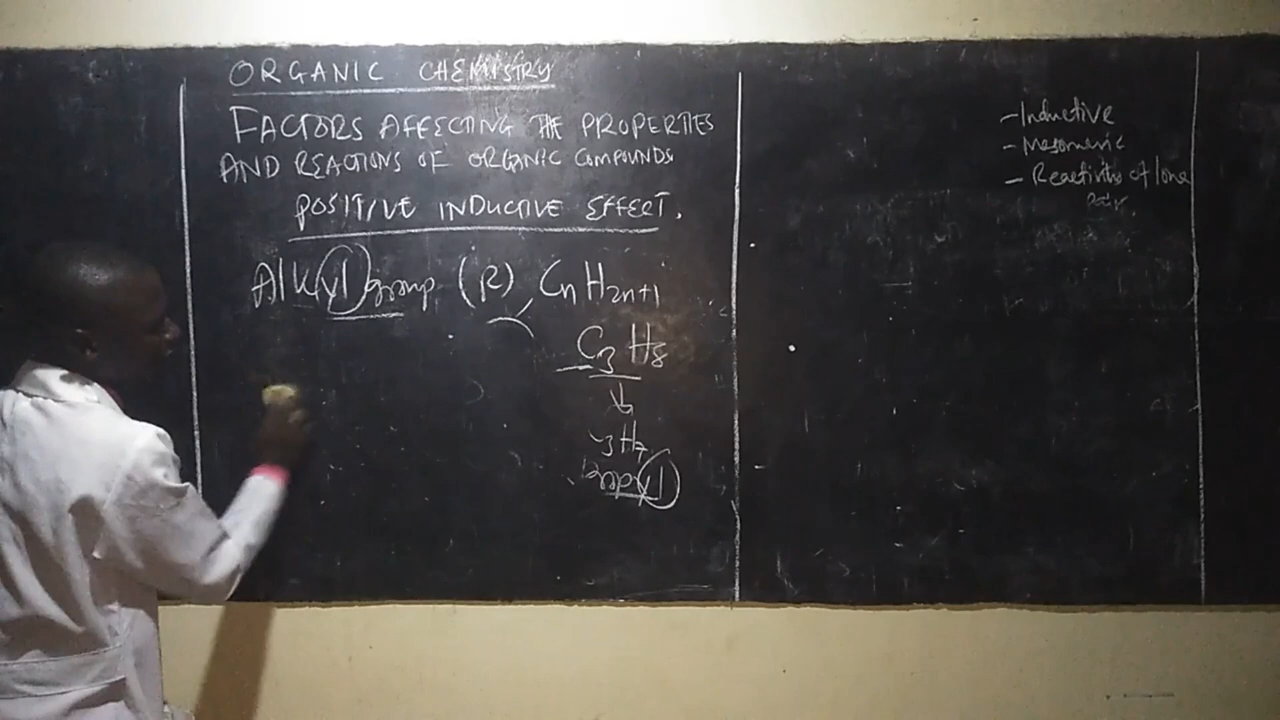 ORGANIC CHEMISTRY
FACTORS AFFECTING THE PROPERTIES
AND REACTIONS OF ORGANIC COMPOUNDS
POSITIVE INDUCTIVE EFFECT.
Alkyl group (R) CnH2n+1
C3H8
3H7
- Inductive
- Mesomeric
- Reactivity of lone
Pair.